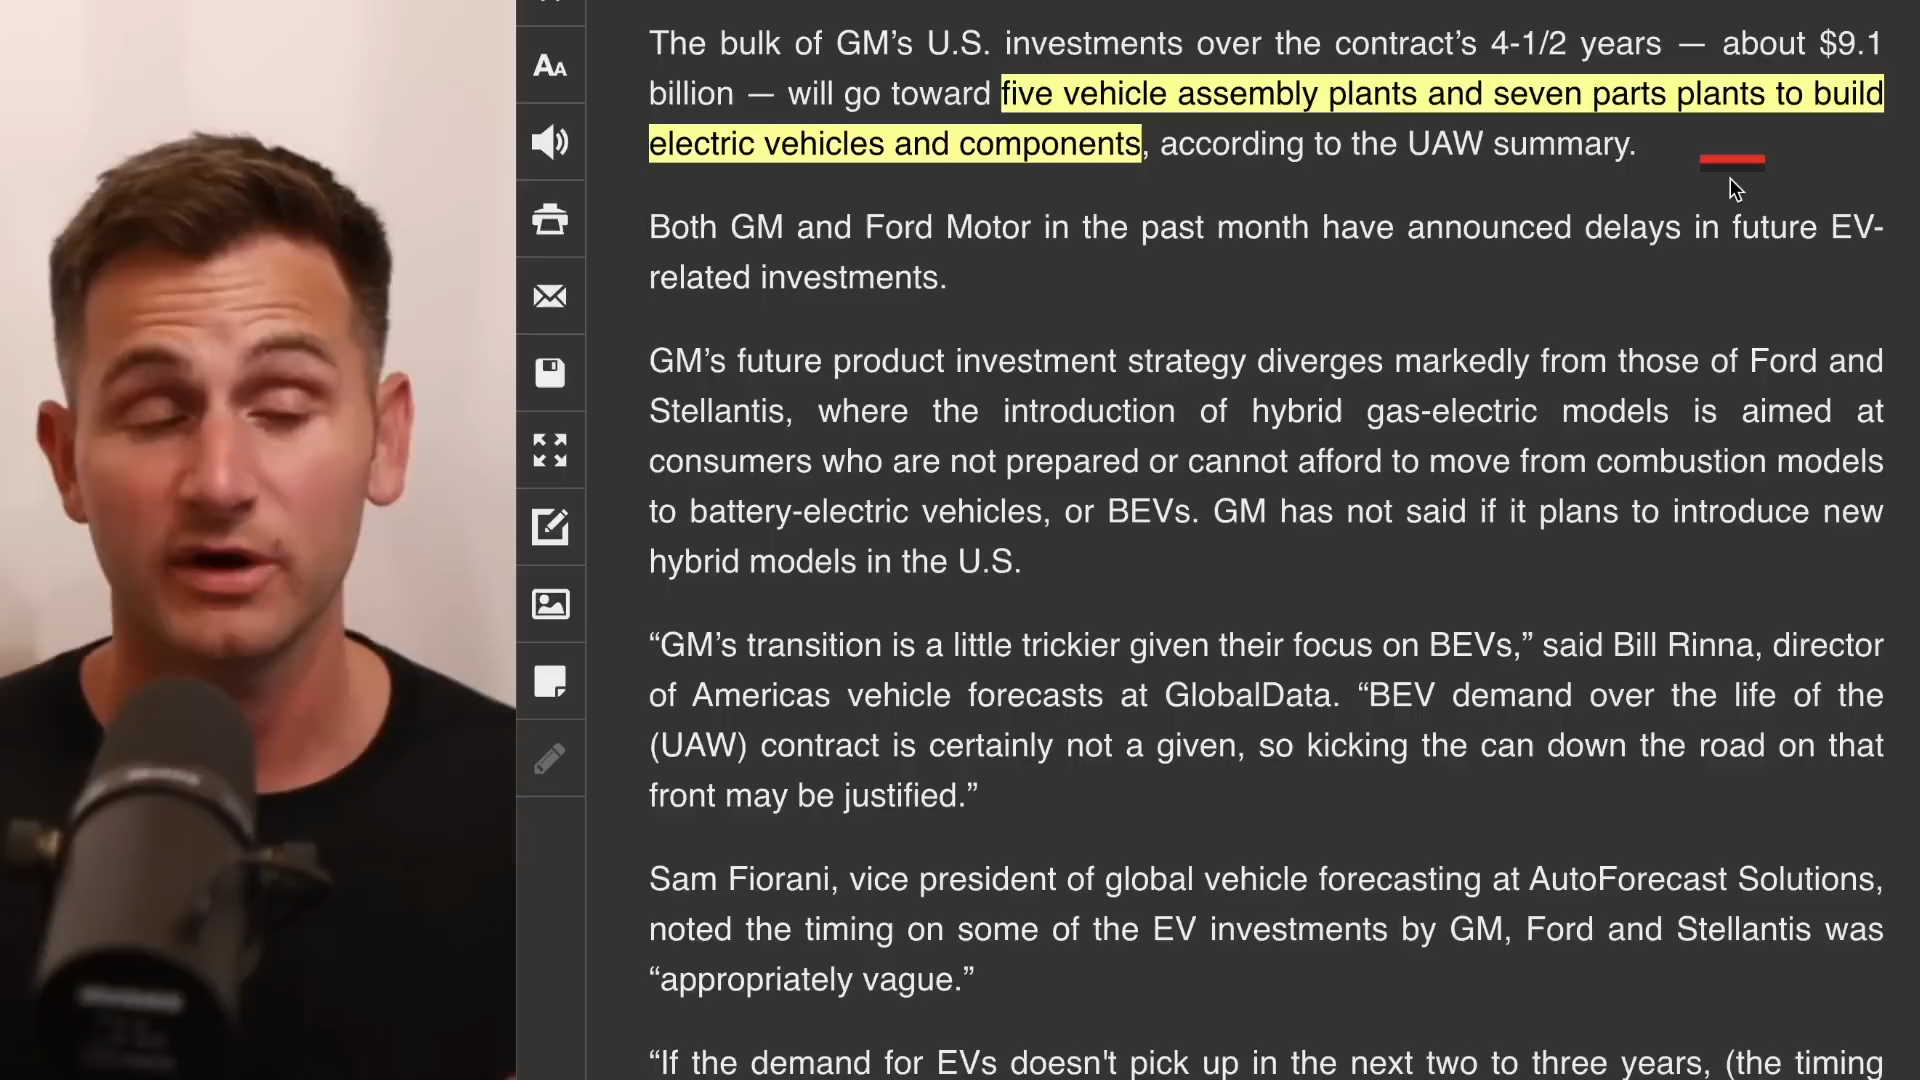 The bulk of GM’s U.S. investments over the contract’s 4-1/2 years — about $9.1
billion — will go toward five vehicle assembly plants and seven parts plants to build
electric vehicles and components, according to the UAW summary.
Both GM and Ford Motor in the past month have announced delays in future EV-
related investments.
GM’s future product investment strategy diverges markedly from those of Ford and
Stellantis, where the introduction of hybrid gas-electric models is aimed at
consumers who are not prepared or cannot afford to move from combustion models
to battery-electric vehicles, or BEVs. GM has not said if it plans to introduce new
hybrid models in the U.S.
“GM’s transition is a little trickier given their focus on BEVs,” said Bill Rinna, director
of Americas vehicle forecasts at GlobalData. “BEV demand over the life of the
(UAW) contract is certainly not a given, so kicking the can down the road on that
front may be justified.”
Sam Fiorani, vice president of global vehicle forecasting at AutoForecast Solutions,
noted the timing on some of the EV investments by GM, Ford and Stellantis was
“appropriately vague.”
“If the demand for EVs doesn't pick up in the next two to three years, (the timing